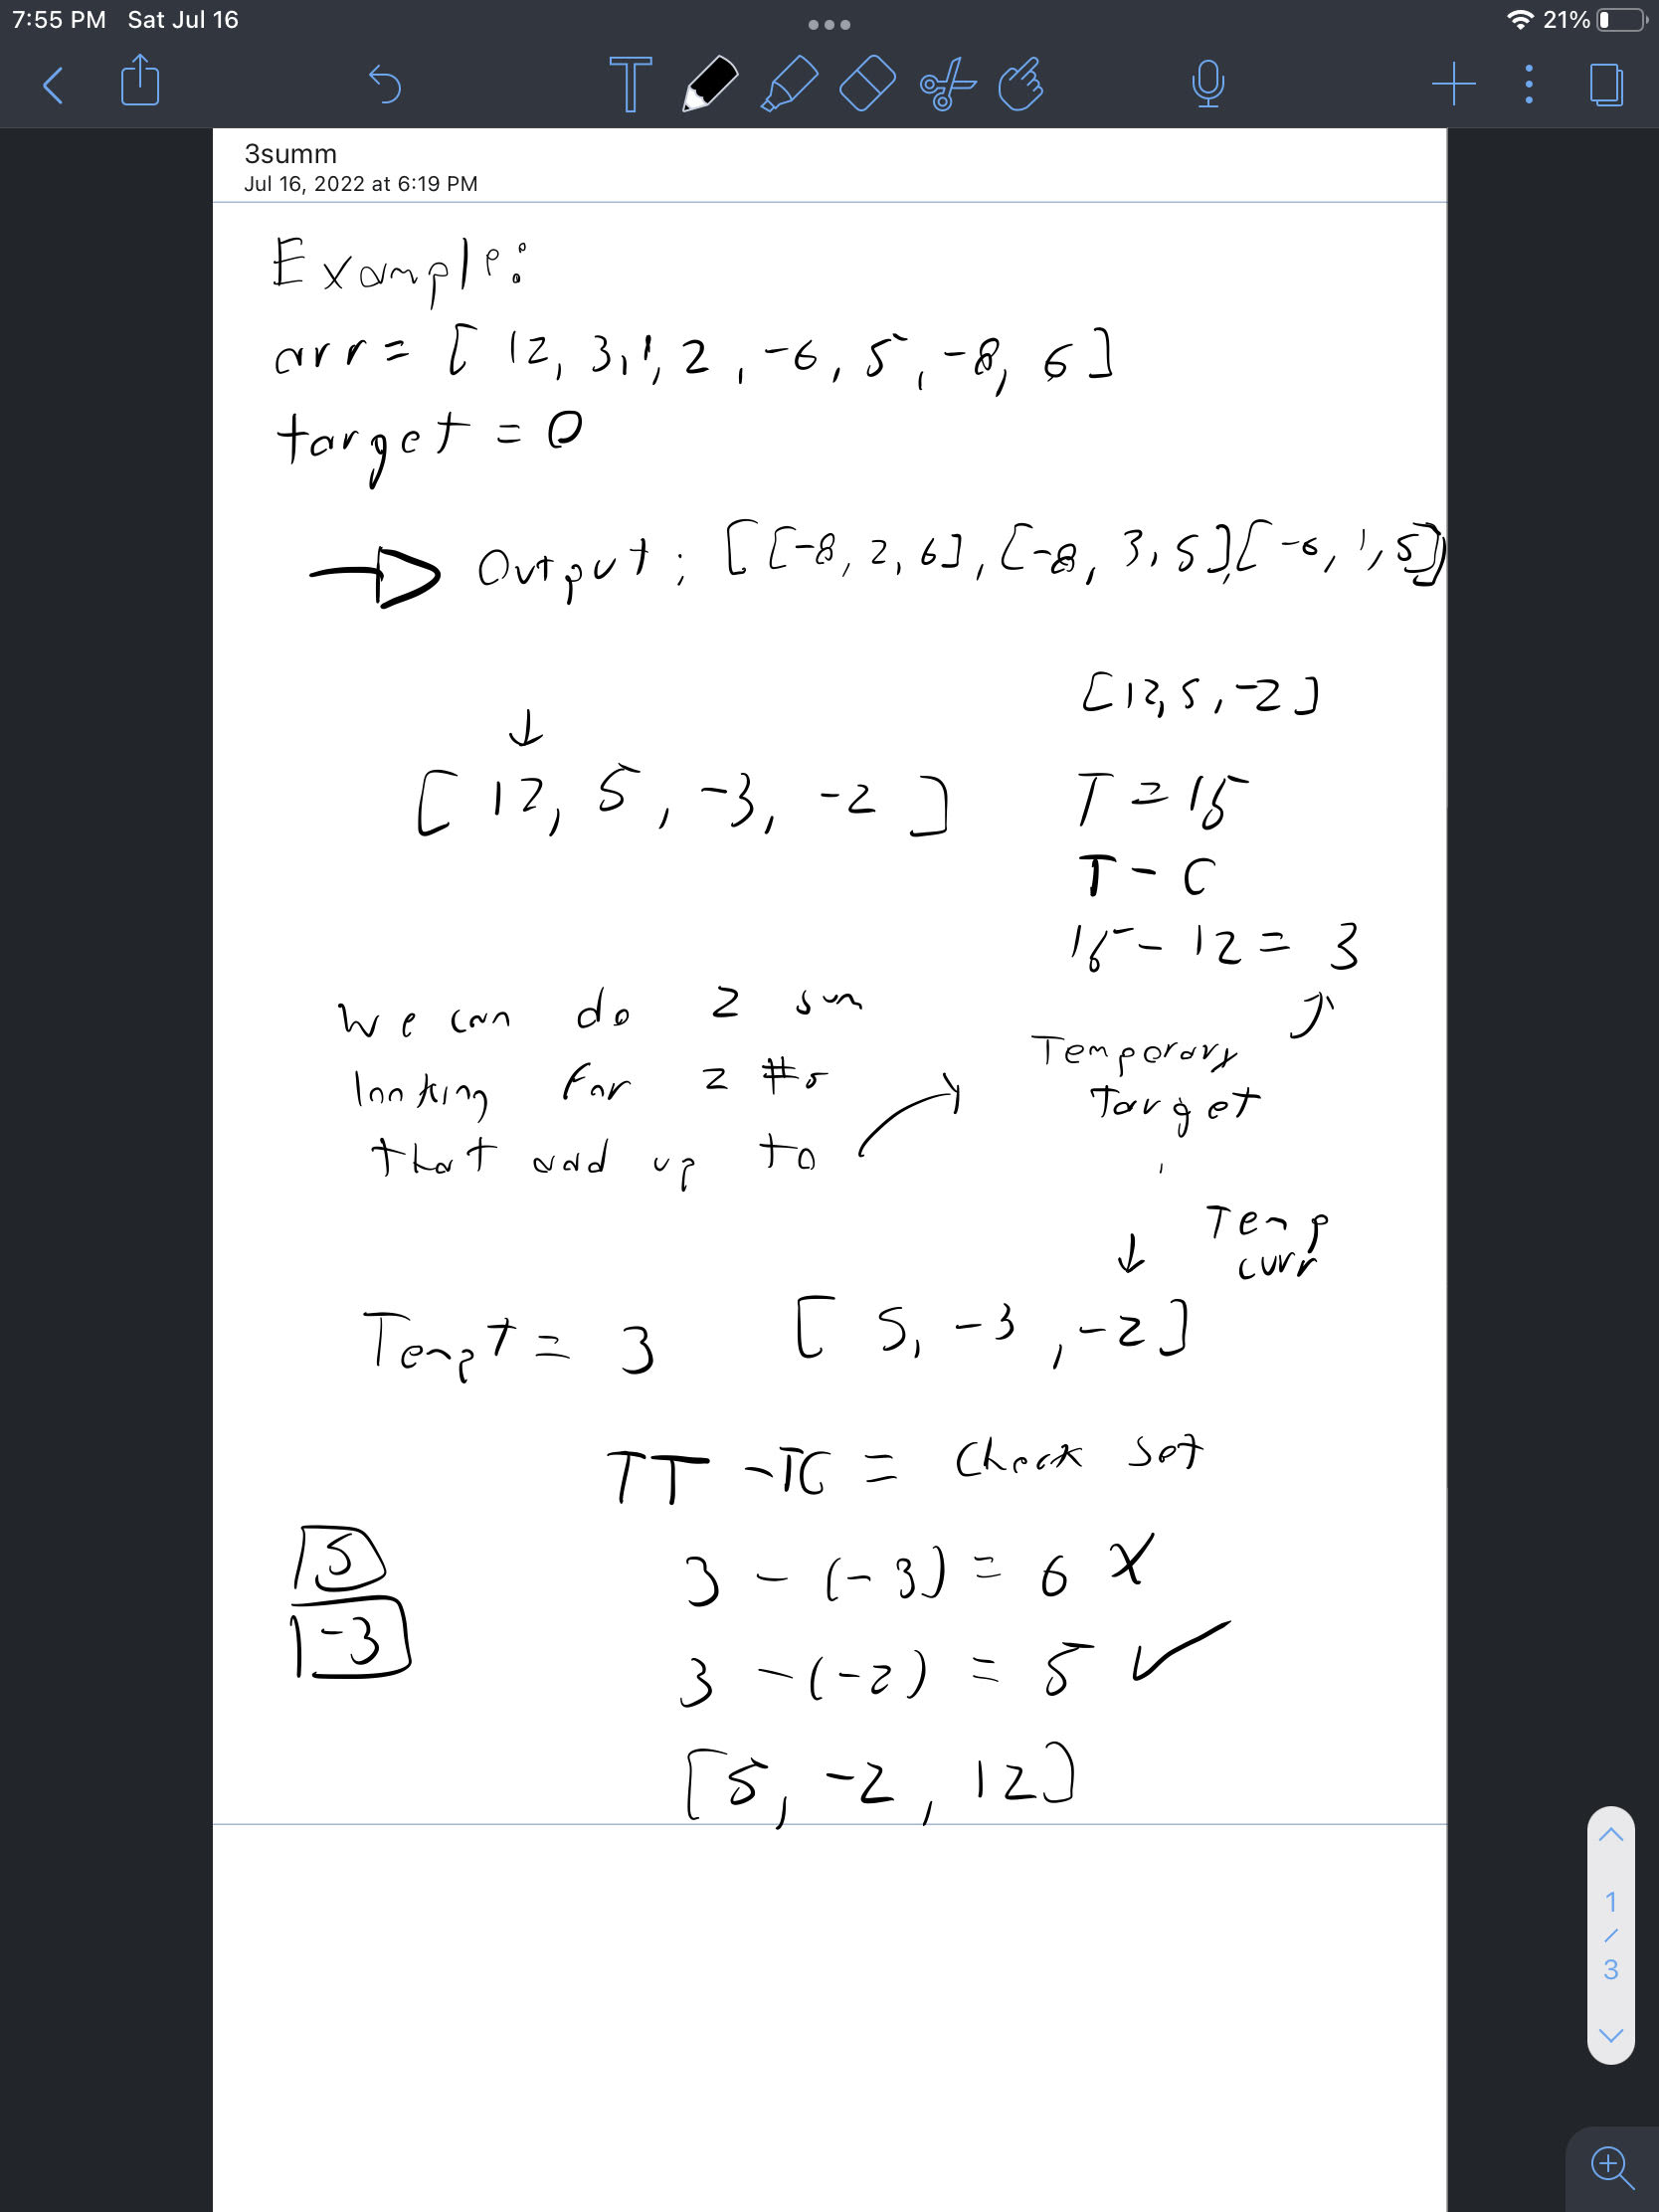 7:55 PM Sat Jul 16
21%
3summ
Jul 16, 2022 at 6:19 PM
Example:
arr = [ 12, 3, 1, 2, -6, 5, -8, 6 ]
target = 0
Output: [[-8, 2, 6], [-8, 3, 5], [-6, 1, 5]]
[12, 5, -2]
[ 12, 5, -3, -2 ]
T = 15
T - C
15 - 12 = 3
We can do 2 sum
looking for 2 #s
that add up to
Temporary
Target
Temp
curr
Temp t = 3
[ 5, -3, -2 ]
TT - TC = Check set
5
3 - (-3) = 6 X
-3
3 - (-2) = 5 ✓
[5, -2, 12]
1
/
3